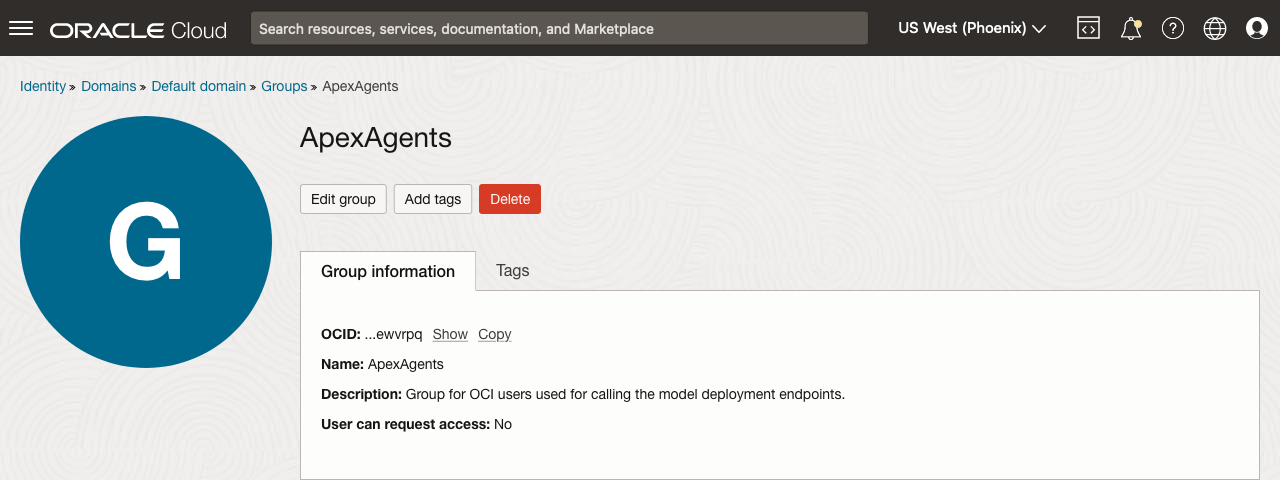 ORACLE Cloud Search resources, services, documentation, and Marketplace US West (Phoenix)
Identity » Domains » Default domain » Groups » ApexAgents
G
ApexAgents
Edit group Add tags Delete
Group information Tags
OCID: ...ewvrpq Show Copy
Name: ApexAgents
Description: Group for OCI users used for calling the model deployment endpoints.
User can request access: No